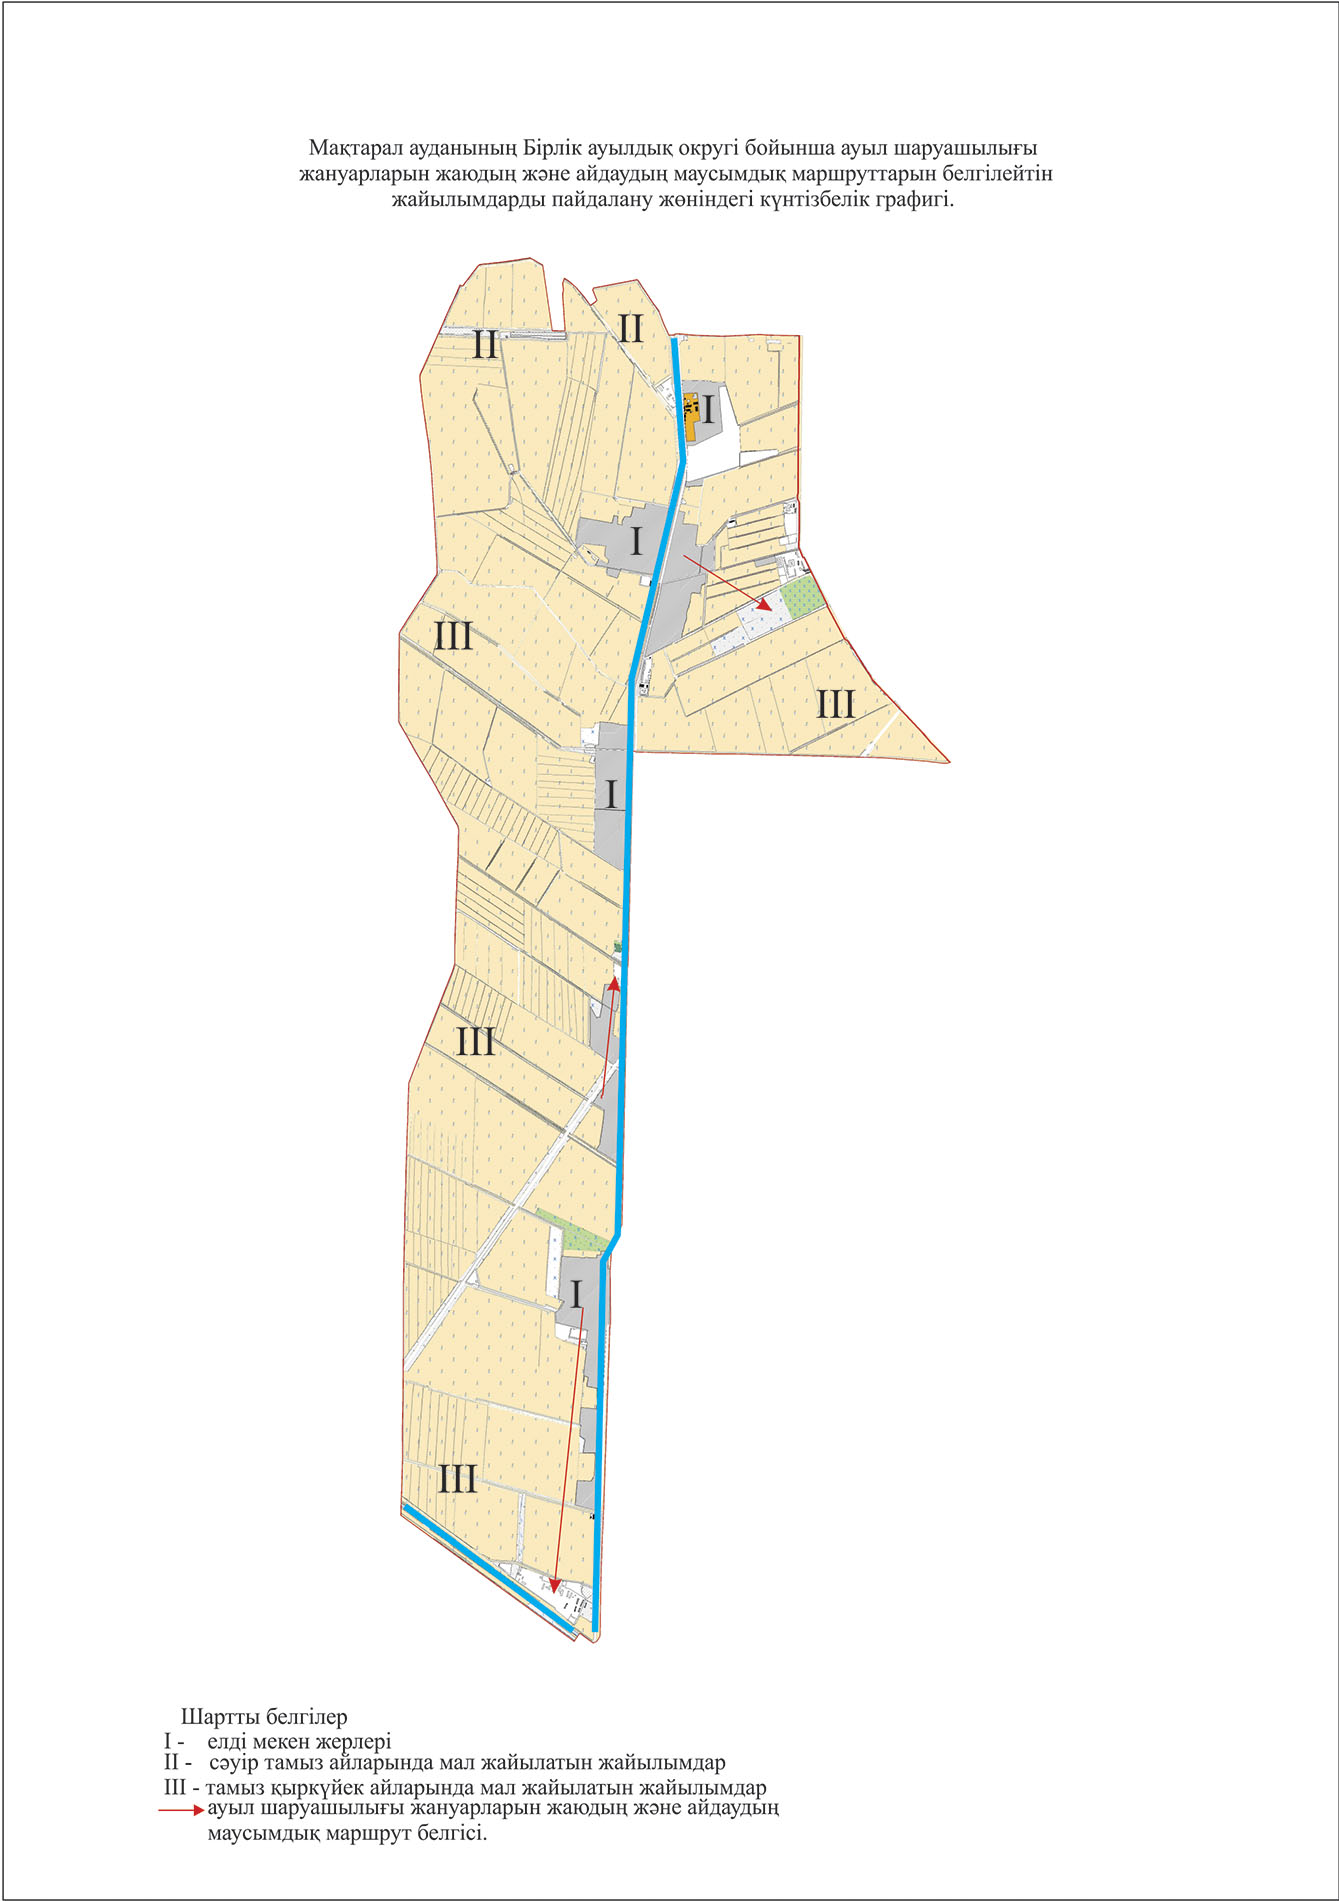 Мақтарал ауданының Бірлік ауылдық округі бойынша ауыл шаруашылығы
жануарларын жаюдың және айдаудың маусымдық маршруттарын белгілейтін
жайылымдарды пайдалану жөніндегі күнтізбелік графигі.
II
II
I
I
III
III
I
III
I
III
Шартты белгілер
I - елді мекен жерлері
II - сәуір тамыз айларында мал жайылатын жайылымдар
III - тамыз қыркүйек айларында мал жайылатын жайылымдар
ауыл шаруашылығы жануарларын жаюдың және айдаудың
маусымдық маршрут белгісі.